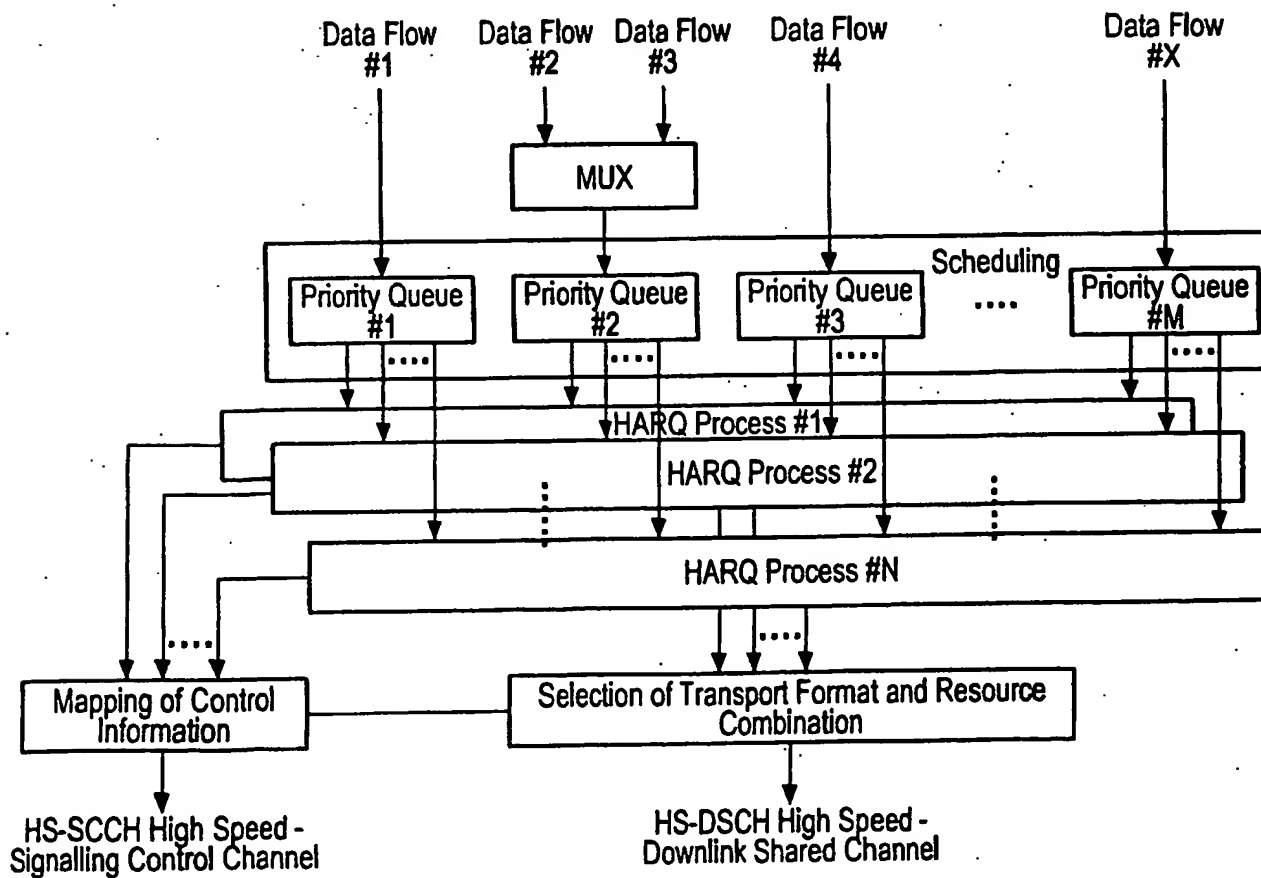 Data Flow
#1
Data Flow
#2
Data Flow
#3
Data Flow
#4
Data Flow
#X
MUX
Scheduling
Priority Queue
#1
Priority Queue
#2
Priority Queue
#3
Priority Queue
#M
HARQ Process #1
HARQ Process #2
HARQ Process #N
Mapping of Control
Information
Selection of Transport Format and Resource
Combination
HS-SCCH High Speed -
Signalling Control Channel
HS-DSCH High Speed -
Downlink Shared Channel